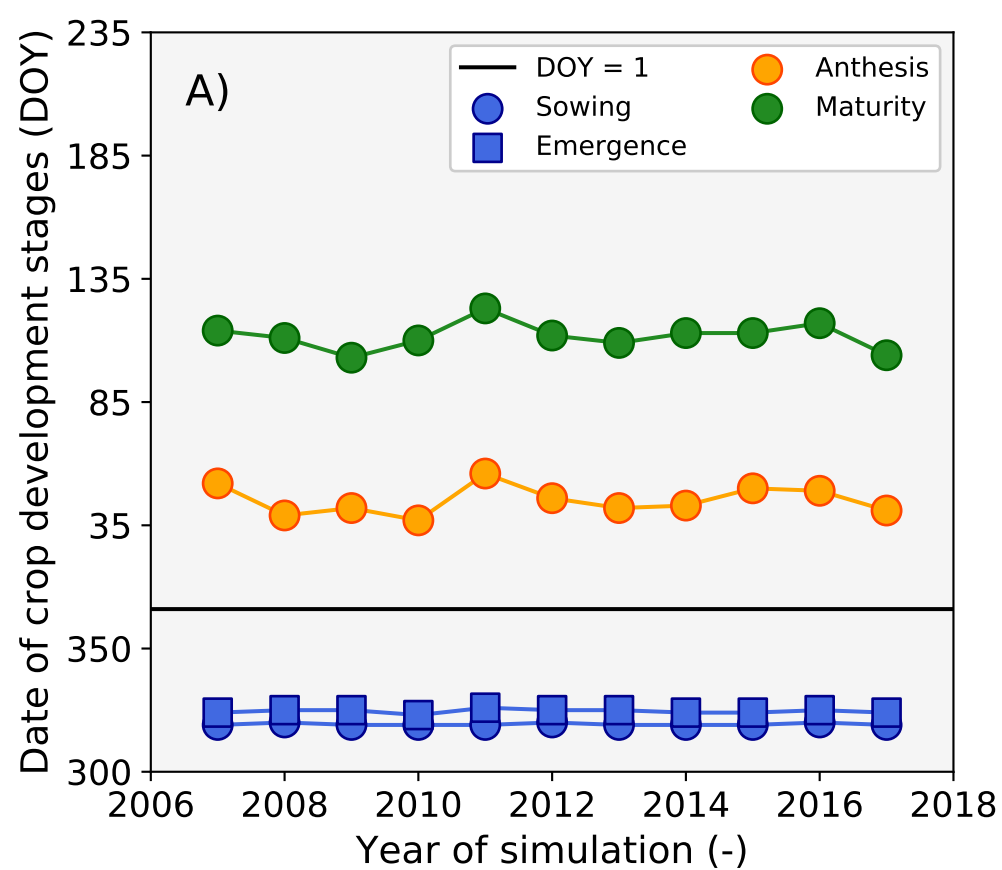 Date of crop development stages (DOY)
235
185
135
85
35
350
300
A)
DOY = 1
Sowing
Emergence
Anthesis
Maturity
2006 2008 2010 2012 2014 2016 2018
Year of simulation (-)